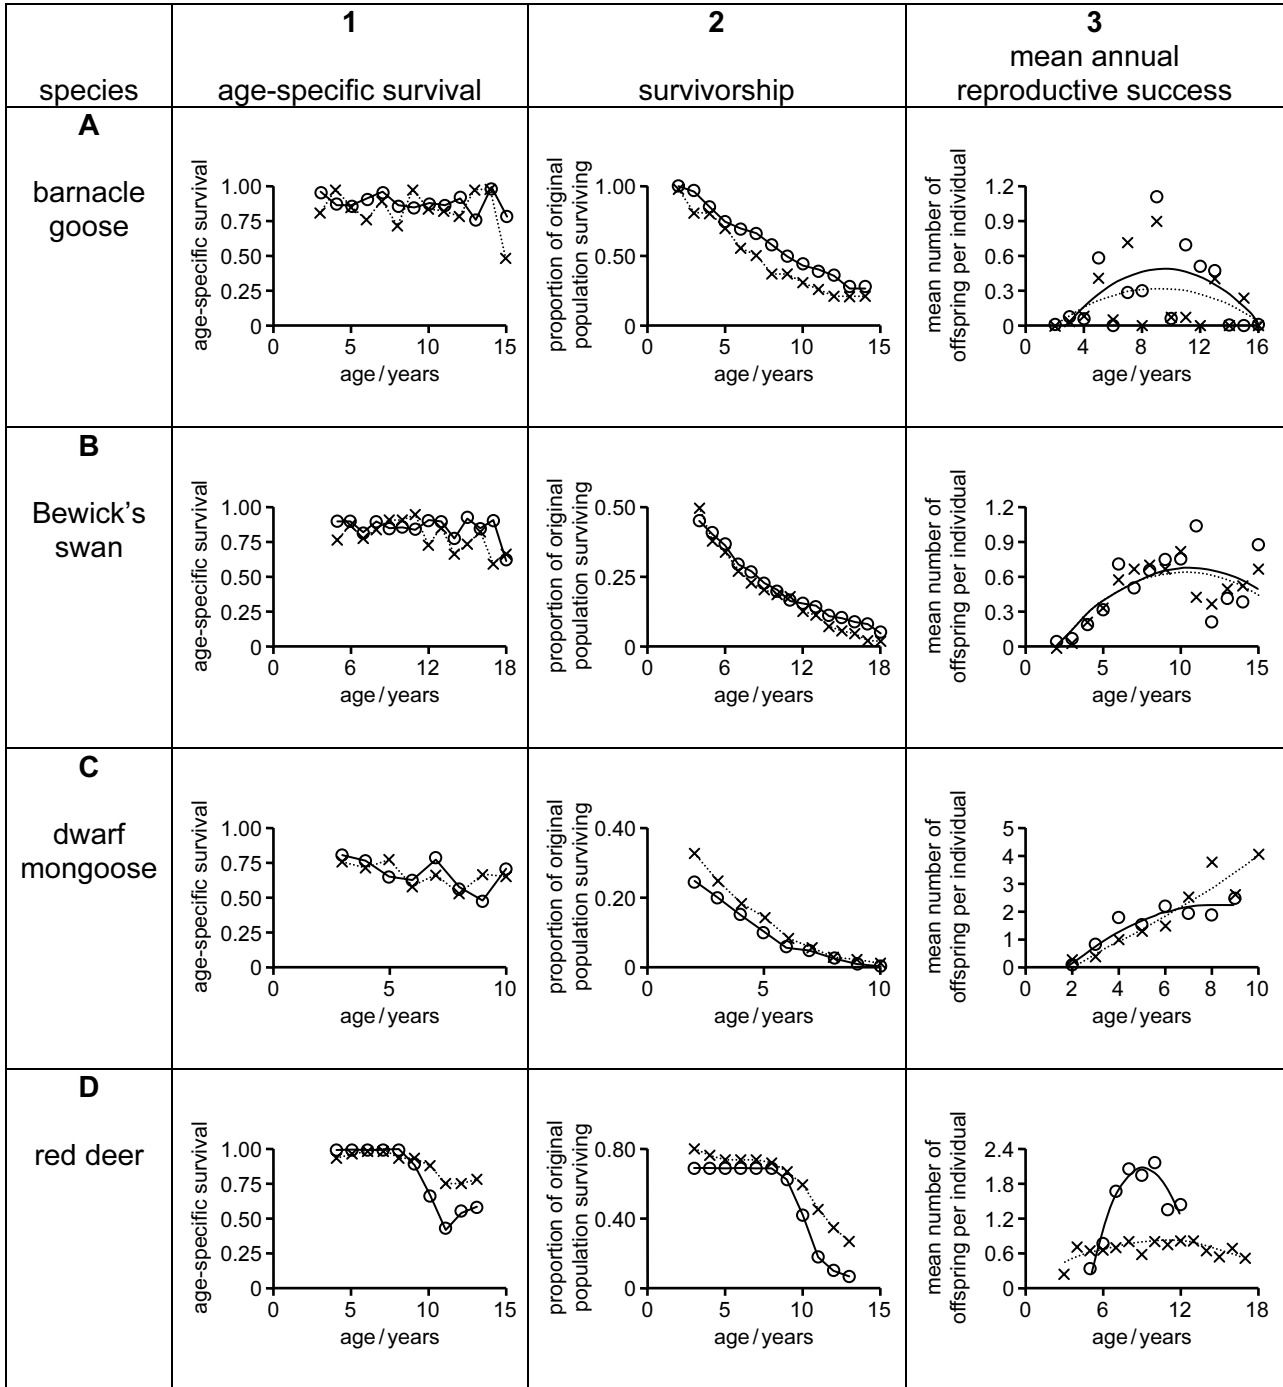 species
1
age-specific survival
2
survivorship
3
mean annual
reproductive success
A
barnacle
goose
age-specific survival
1.00
0.75
0.50
0.25
0
0
5
10
15
age / years
proportion of original
population surviving
1.00
0.50
0
0
5
10
15
age / years
mean number of
offspring per individual
1.2
0.9
0.6
0.3
0
0
4
8
12
16
age / years
B
Bewick's
swan
age-specific survival
1.00
0.75
0.50
0.25
0
0
6
12
18
age / years
proportion of original
population surviving
0.50
0.25
0
0
6
12
18
age / years
mean number of
offspring per individual
1.2
0.9
0.6
0.3
0
0
5
10
15
age / years
C
dwarf
mongoose
age-specific survival
1.00
0.75
0.50
0.25
0
0
5
10
age / years
proportion of original
population surviving
0.40
0.20
0
0
5
10
age / years
mean number of
offspring per individual
5
4
3
2
1
0
0
2
4
6
8
10
age / years
D
red deer
age-specific survival
1.00
0.75
0.50
0.25
0
0
5
10
15
age / years
proportion of original
population surviving
0.80
0.40
0
0
5
10
15
age / years
mean number of
offspring per individual
2.4
1.8
1.2
0.6
0
0
6
12
18
age / years